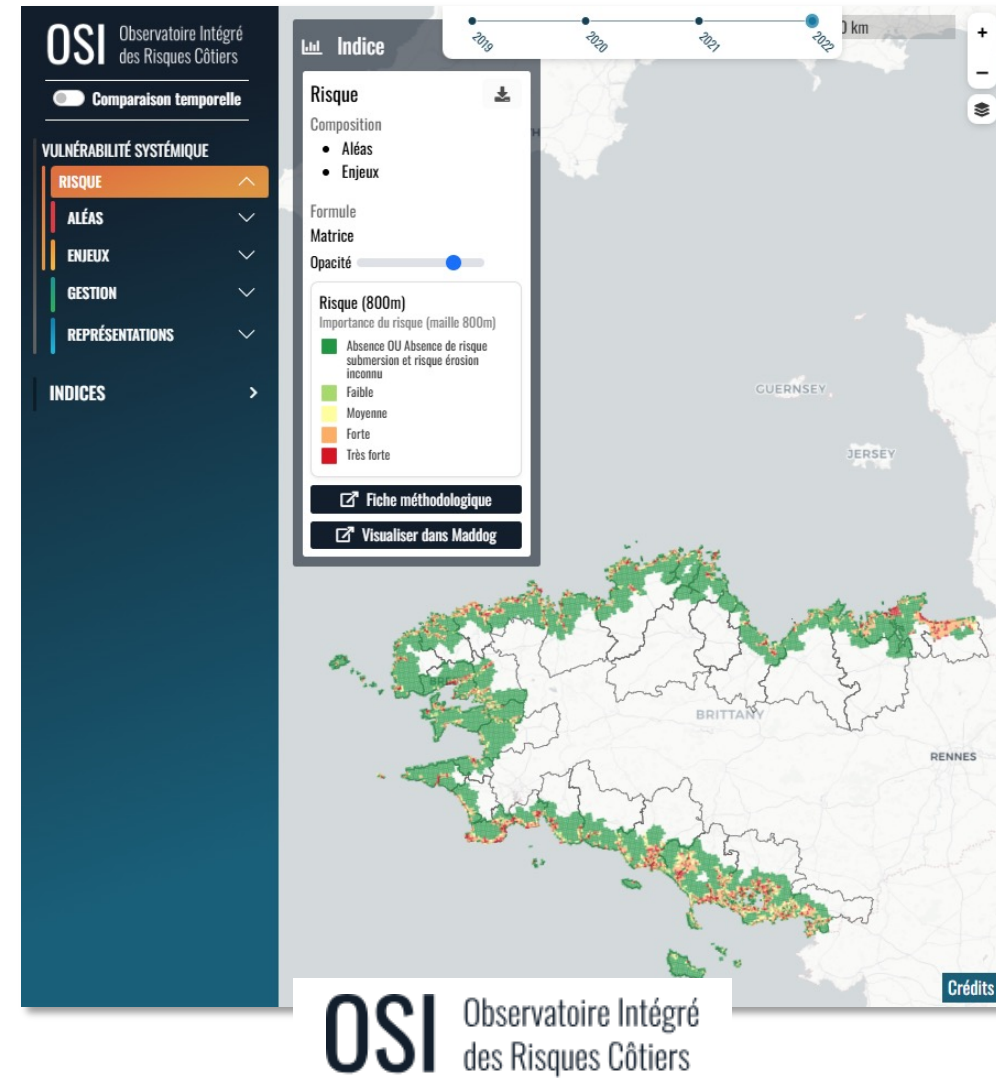 OSI Observatoire Intégré
des Risques Côtiers
Comparaison temporelle
VULNÉRABILITÉ SYSTÉMIQUE
RISQUE
ALÉAS
ENJEUX
GESTION
REPRÉSENTATIONS
INDICES
Indice
Risque
Composition
• Aléas
• Enjeux
Formule
Matrice
Opacité
Risque (800m)
Importance du risque (maille 800m)
Absence OU Absence de risque
submersion et risque érosion
inconnu
Faible
Moyenne
Forte
Très forte
Fiche méthodologique
Visualiser dans Maddog
2019
2020
2021
2022
km
+
−
GUERNSEY
JERSEY
BRITTANY
RENNES
Crédits
OSI Observatoire Intégré
des Risques Côtiers